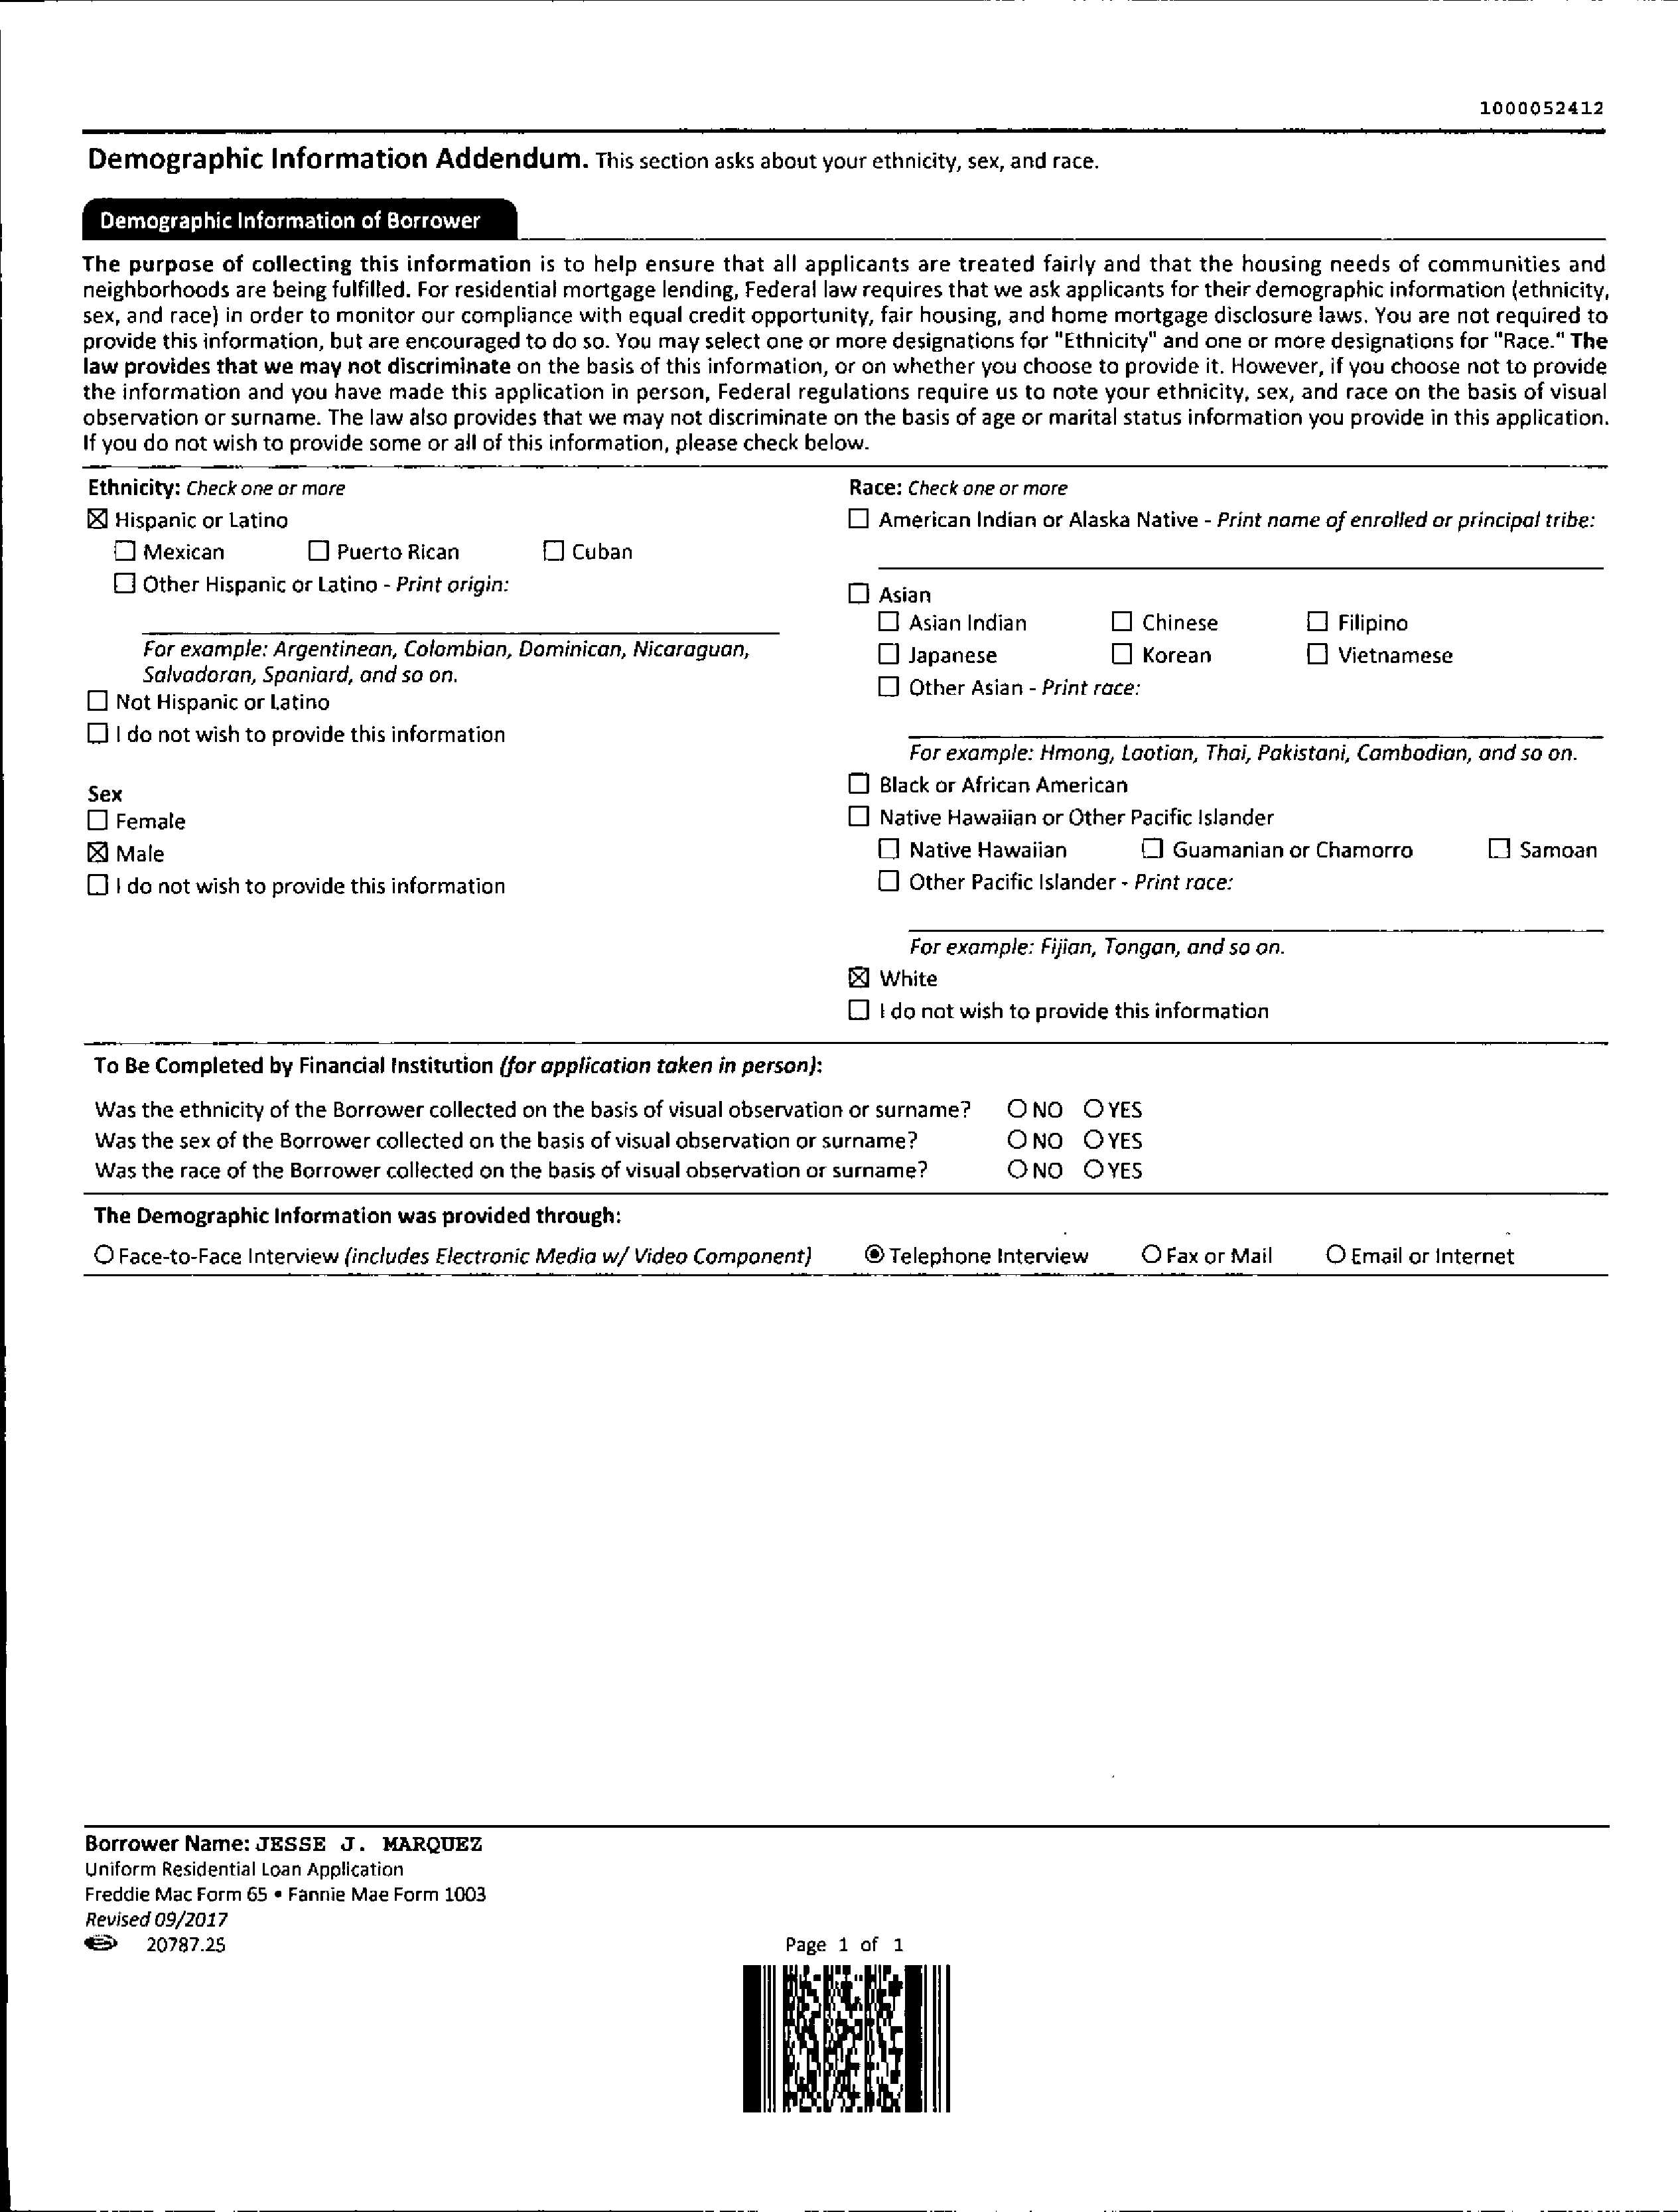 1000052412
Demographic Information Addendum. This section asks about your ethnicity, sex, and race.
Demographic Information of Borrower
The purpose of collecting this information is to help ensure that all applicants are treated fairly and that the housing needs of communities and
neighborhoods are being fulfilled. For residential mortgage lending, Federal law requires that we ask applicants for their demographic information (ethnicity,
sex, and race) in order to monitor our compliance with equal credit opportunity, fair housing, and home mortgage disclosure laws. You are not required to
provide this information, but are encouraged to do so. You may select one or more designations for "Ethnicity" and one or more designations for "Race." The
law provides that we may not discriminate on the basis of this information, or on whether you choose to provide it. However, if you choose not to provide
the information and you have made this application in person, Federal regulations require us to note your ethnicity, sex, and race on the basis of visual
observation or surname. The law also provides that we may not discriminate on the basis of age or marital status information you provide in this application.
If you do not wish to provide some or all of this information, please check below.
Ethnicity: Check one or more
☒ Hispanic or Latino
☐ Mexican ☐ Puerto Rican ☐ Cuban
☐ Other Hispanic or Latino - Print origin:
For example: Argentinean, Colombian, Dominican, Nicaraguan,
Salvadoran, Spaniard, and so on.
☐ Not Hispanic or Latino
☐ I do not wish to provide this information
Sex
☐ Female
☒ Male
☐ I do not wish to provide this information
Race: Check one or more
☐ American Indian or Alaska Native - Print name of enrolled or principal tribe:
☐ Asian
☐ Asian Indian ☐ Chinese ☐ Filipino
☐ Japanese ☐ Korean ☐ Vietnamese
☐ Other Asian - Print race:
For example: Hmong, Laotian, Thai, Pakistani, Cambodian, and so on.
☐ Black or African American
☐ Native Hawaiian or Other Pacific Islander
☐ Native Hawaiian ☐ Guamanian or Chamorro ☐ Samoan
☐ Other Pacific Islander - Print race:
For example: Fijian, Tongan, and so on.
☒ White
☐ I do not wish to provide this information
To Be Completed by Financial Institution (for application taken in person):
Was the ethnicity of the Borrower collected on the basis of visual observation or surname? ○ NO ○ YES
Was the sex of the Borrower collected on the basis of visual observation or surname? ○ NO ○ YES
Was the race of the Borrower collected on the basis of visual observation or surname? ○ NO ○ YES
The Demographic Information was provided through:
○ Face-to-Face Interview (includes Electronic Media w/ Video Component) ◉ Telephone Interview ○ Fax or Mail ○ Email or Internet
Borrower Name: JESSE J. MARQUEZ
Uniform Residential Loan Application
Freddie Mac Form 65 • Fannie Mae Form 1003
Revised 09/2017
20787.25
Page 1 of 1